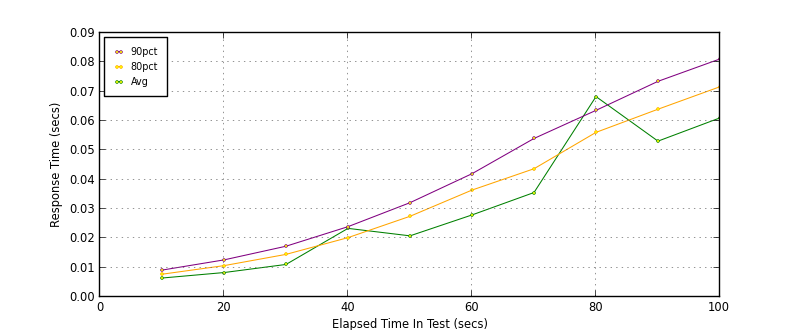 0.09
0.08
0.07
0.06
0.05
0.04
0.03
0.02
0.01
0.00
Response Time (secs)
90pct
80pct
Avg
0 20 40 60 80 100
Elapsed Time In Test (secs)